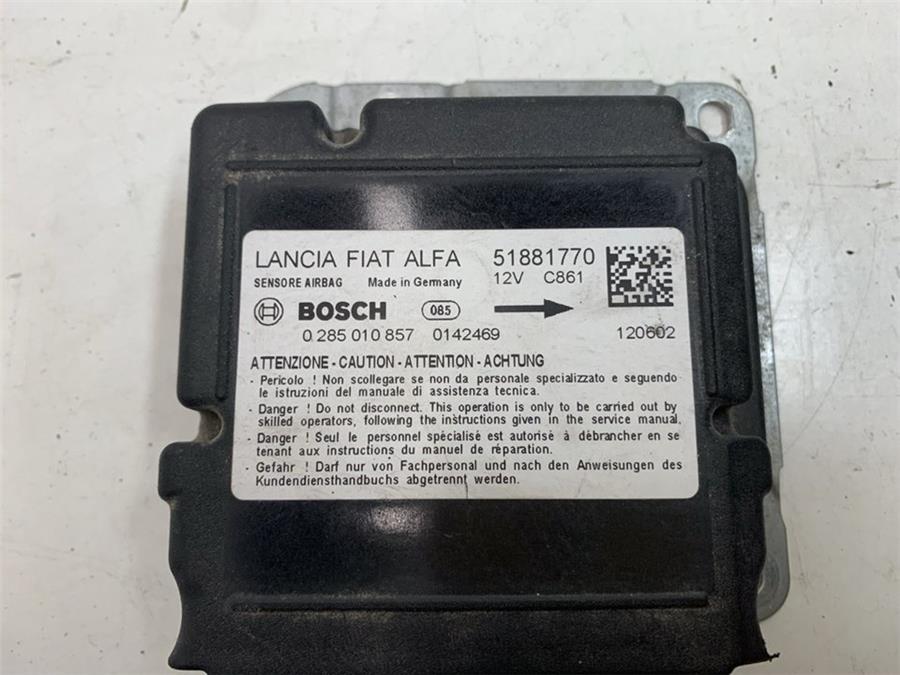 LANCIA FIAT ALFA 51881770
SENSORE AIRBAG Made in Germany 12V C861
BOSCH 085
0 285 010 857 0142469 120602
ATTENZIONE - CAUTION - ATTENTION - ACHTUNG
- Pericolo ! Non scollegare se non da personale specializzato e seguendo
le istruzioni del manuale di assistenza tecnica.
- Danger ! Do not disconnect. This operation is only to be carried out by
skilled operators, following the instructions given in the service manual.
- Danger ! Seul le personnel spécialisé est autorisé à débrancher en se
tenant aux instructions du manuel de réparation.
- Gefahr ! Darf nur von Fachpersonal und nach den Anweisungen des
Kundendiensthandbuchs abgetrennt werden.